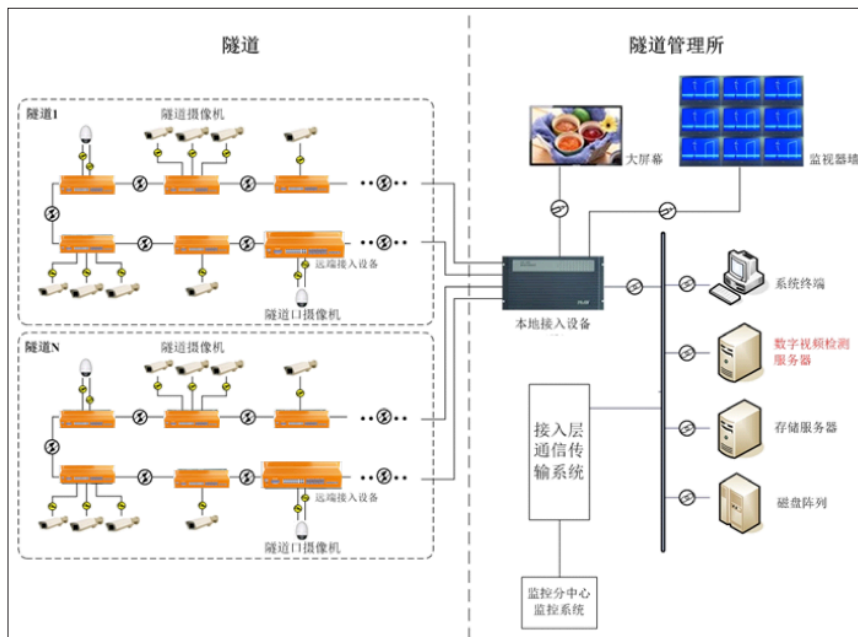 隧道
隧道管理所
隧道1
隧道摄像机
远端接入设备
隧道口摄像机
隧道N
隧道摄像机
远端接入设备
隧道口摄像机
大屏幕
监视器墙
本地接入设备
系统终端
数字视频检测
服务器
存储服务器
磁盘阵列
接入层
通信传
输系统
监控分中心
监控系统